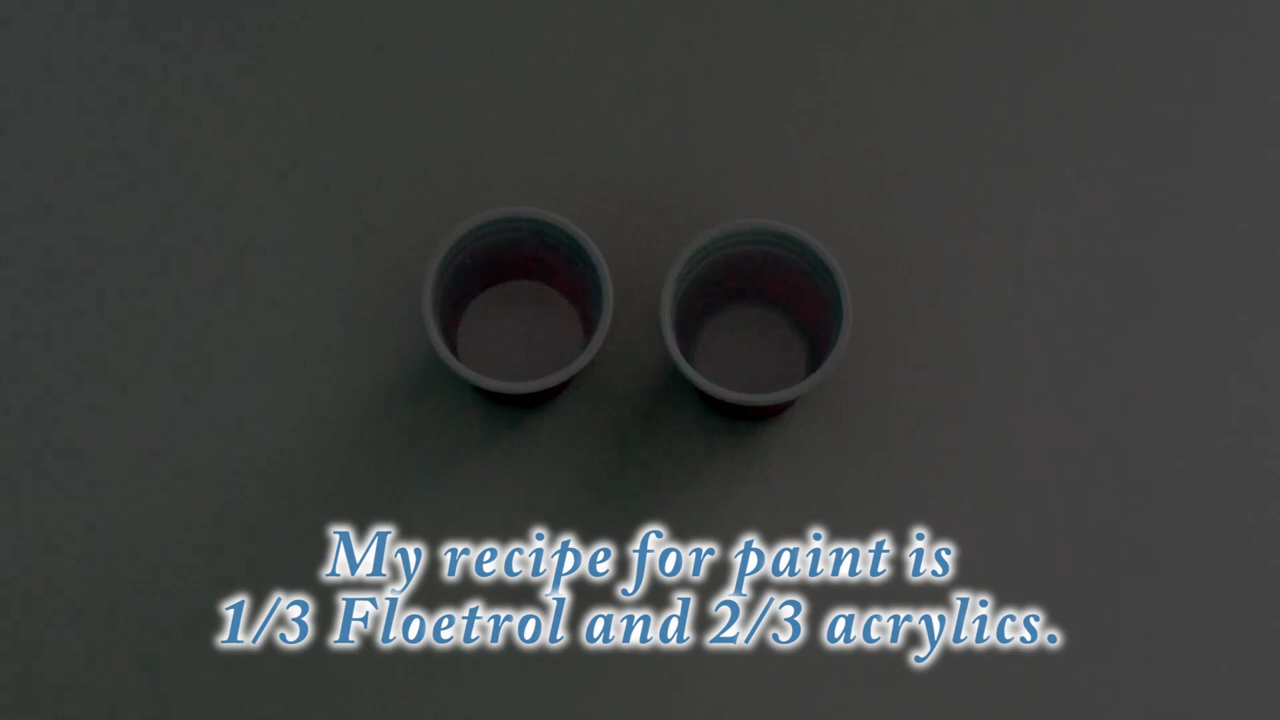 My recipe for paint is
1/3 Floetrol and 2/3 acrylics.